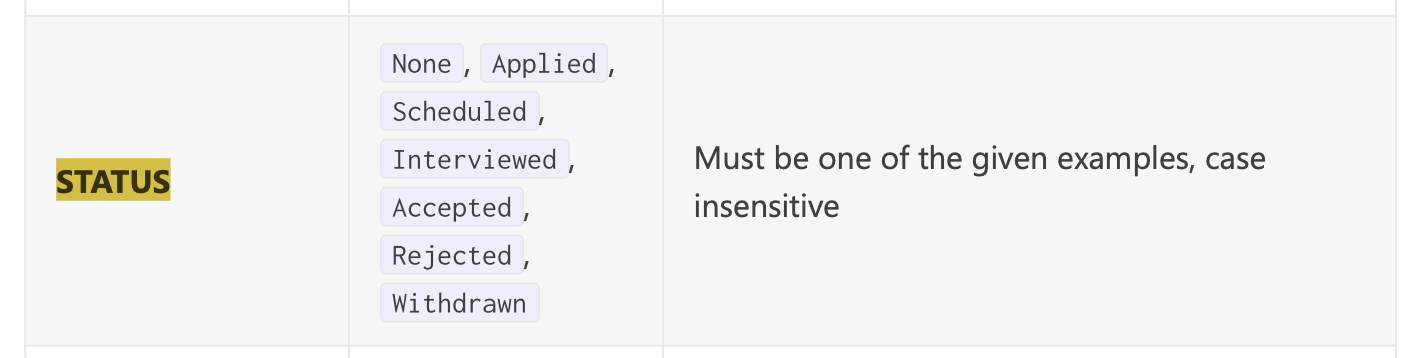 STATUS
None, Applied,
Scheduled,
Interviewed,
Accepted,
Rejected,
Withdrawn
Must be one of the given examples, case
insensitive